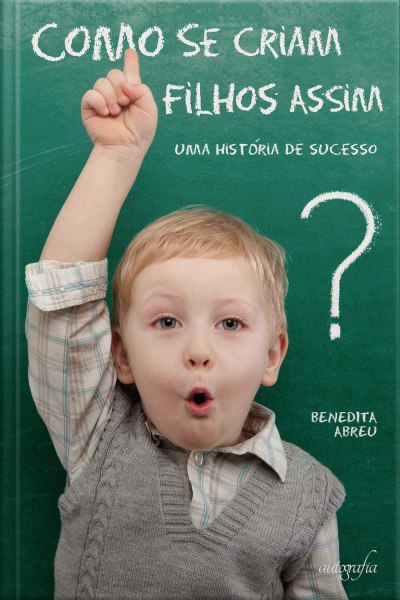 COMO SE CRIAM
FILHOS ASSIM
UMA HISTÓRIA DE SUCESSO
?
BENEDITA
ABREU
autografia